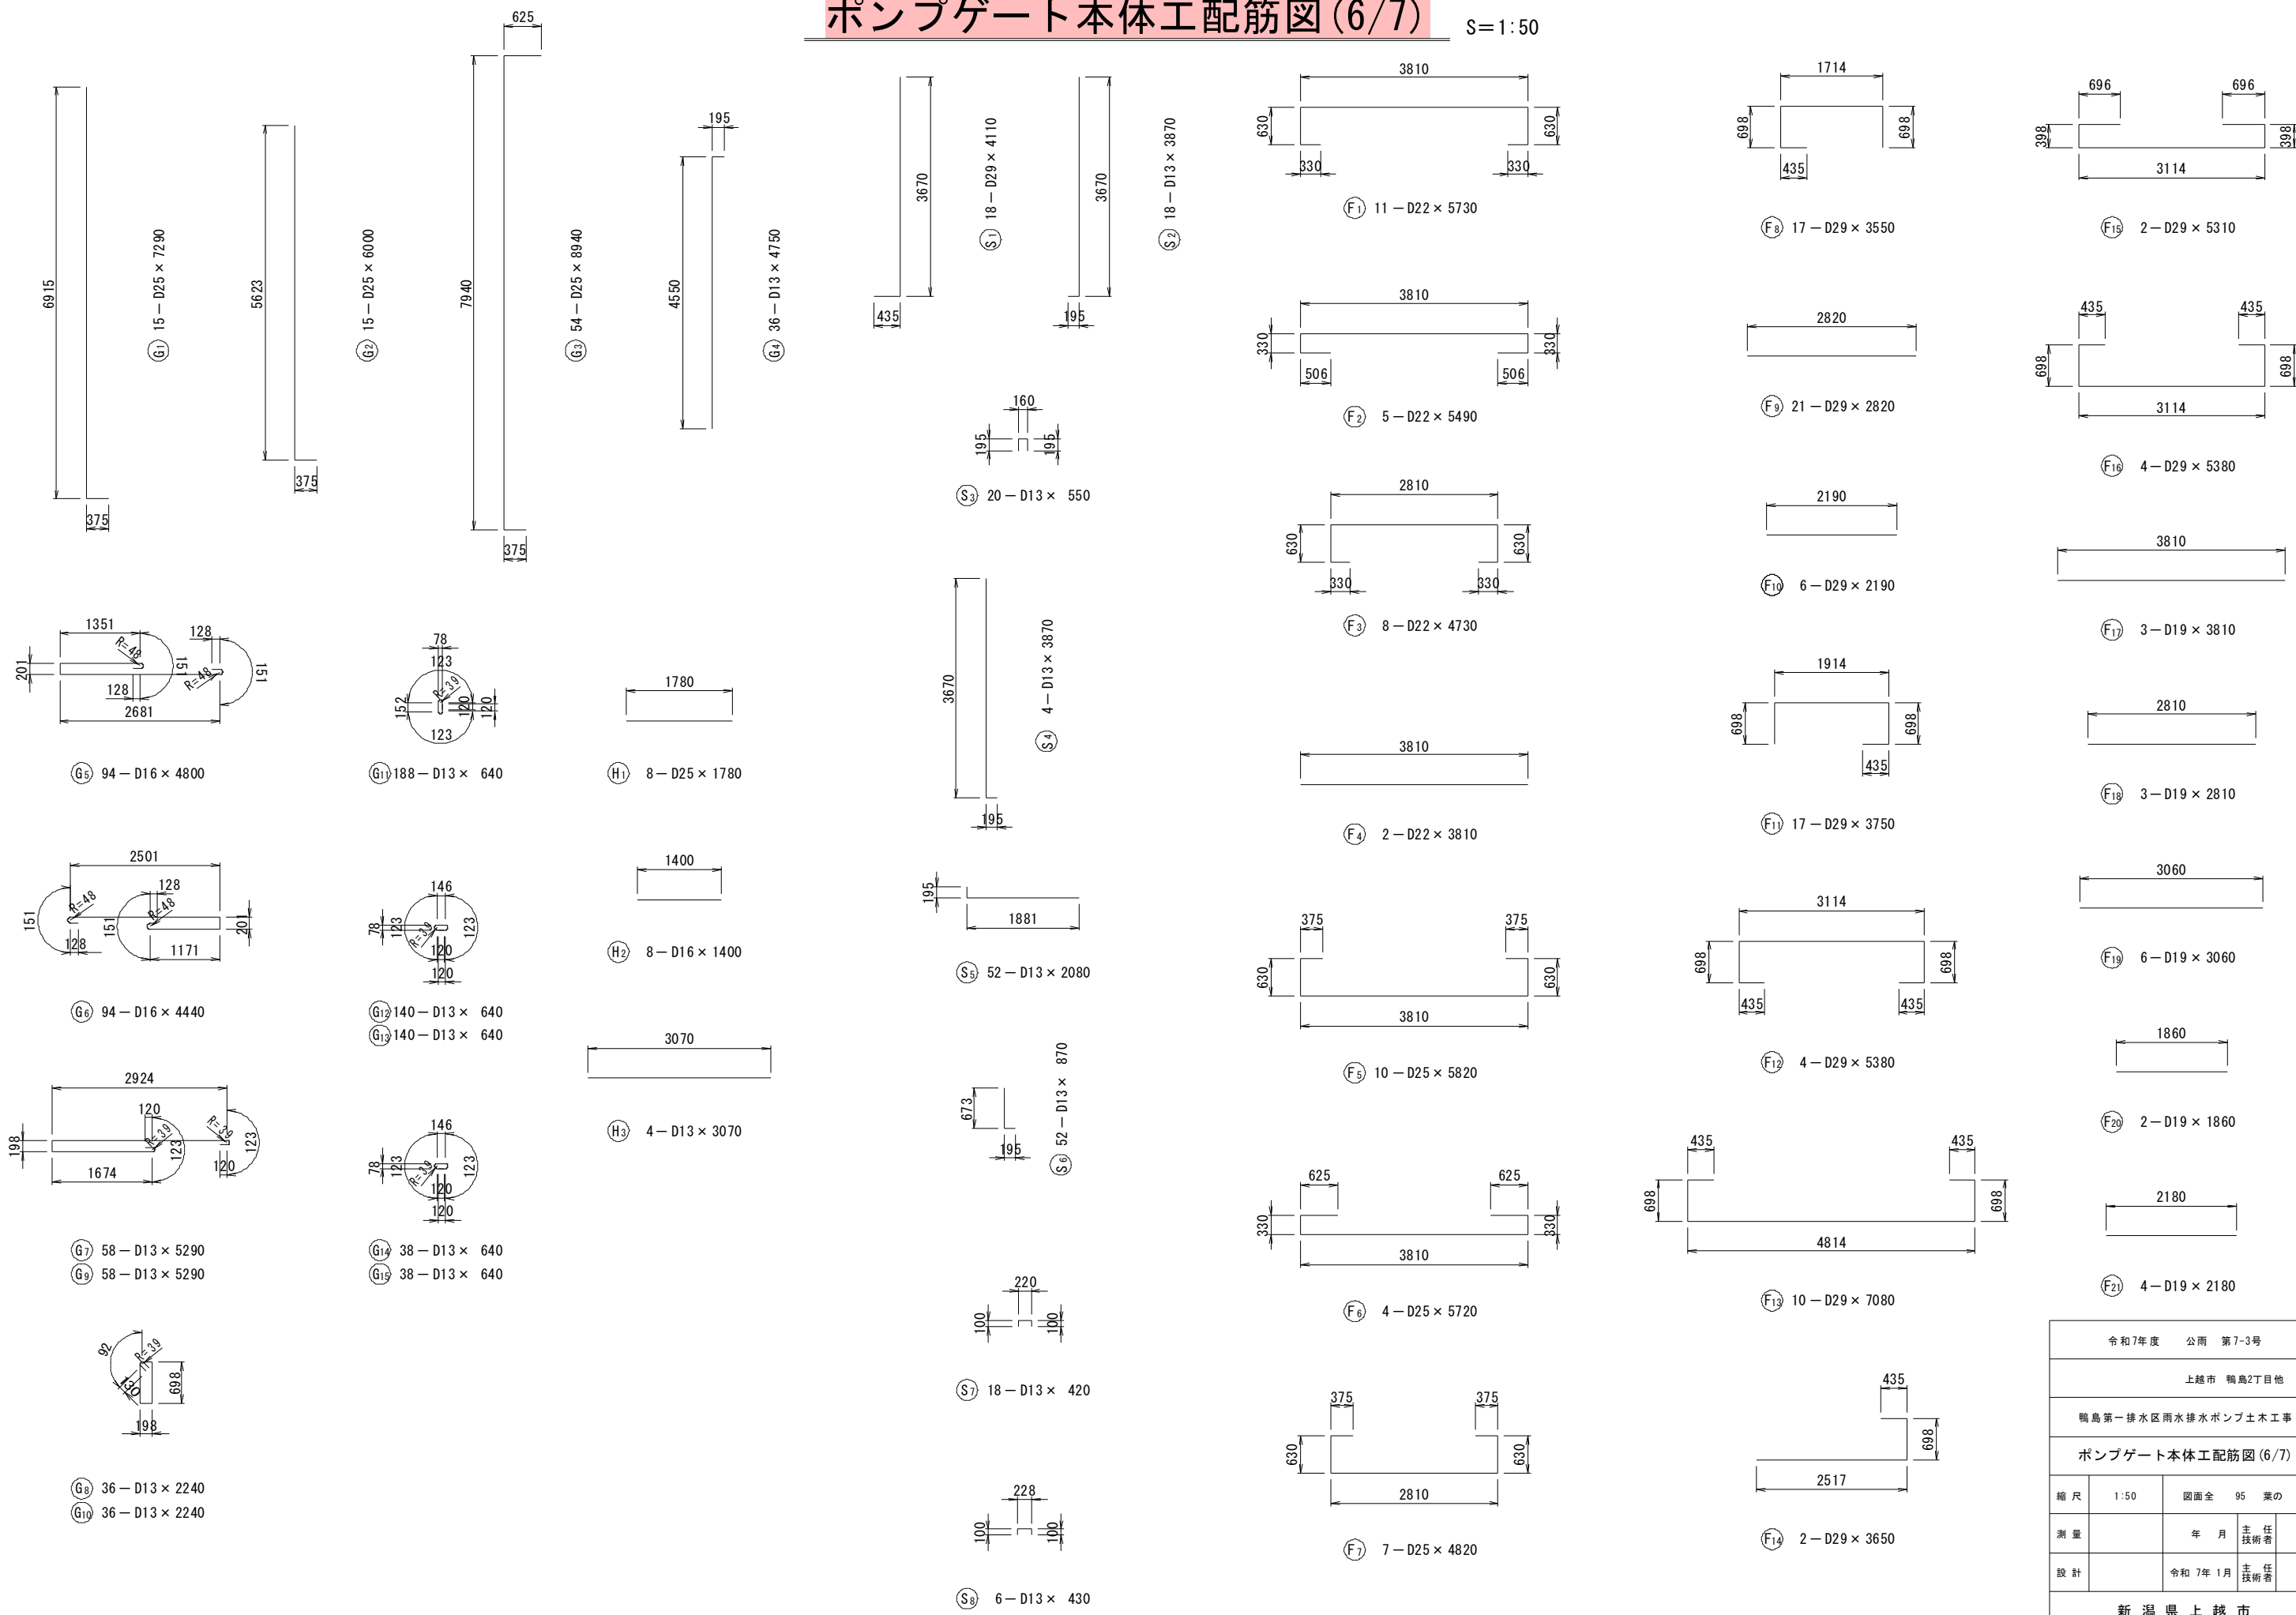 ポンプゲート本体工配筋図(6/7)
S=1:50
6915
375
G1 15－D25×7290
5623
375
G2 15－D25×6000
625
7940
375
G3 54－D25×8940
195
4550
G4 36－D13×4750
1351
R=48
128
151
201
128
R=48
151
2681
G5 94－D16×4800
2501
128
R=48
R=48
151
151
201
128
1171
G6 94－D16×4440
2924
120
R=39
R=39
198
123
123
1674
120
G7 58－D13×5290
G9 58－D13×5290
92
R=39
130
698
198
G8 36－D13×2240
G10 36－D13×2240
78
123
R=39
152
120
120
123
G11 188－D13× 640
146
78
123
R=39
123
120
120
G12 140－D13× 640
G13 140－D13× 640
146
78
123
R=39
123
120
120
G14 38－D13× 640
G15 38－D13× 640
1780
H1 8－D25×1780
1400
H2 8－D16×1400
3070
H3 4－D13×3070
3670
435
S1 18－D29×4110
3670
195
S2 18－D13×3870
160
195
195
S3 20－D13× 550
3670
195
S4 4－D13×3870
195
1881
S5 52－D13×2080
673
195
S6 52－D13× 870
220
100
100
S7 18－D13× 420
228
100
100
S8 6－D13× 430
3810
630
630
330
330
F1 11－D22×5730
3810
330
330
506
506
F2 5－D22×5490
2810
630
630
330
330
F3 8－D22×4730
3810
F4 2－D22×3810
375
375
630
630
3810
F5 10－D25×5820
625
625
330
330
3810
F6 4－D25×5720
375
375
630
630
2810
F7 7－D25×4820
1714
698
698
435
F8 17－D29×3550
2820
F9 21－D29×2820
2190
F10 6－D29×2190
1914
698
698
435
F11 17－D29×3750
3114
698
698
435
435
F12 4－D29×5380
435
435
698
698
4814
F13 10－D29×7080
435
698
2517
F14 2－D29×3650
696
696
398
398
3114
F15 2－D29×5310
435
435
698
698
3114
F16 4－D29×5380
3810
F17 3－D19×3810
2810
F18 3－D19×2810
3060
F19 6－D19×3060
1860
F20 2－D19×1860
2180
F21 4－D19×2180
令和7年度 公雨 第7-3号
上越市 鴨島2丁目他
鴨島第一排水区雨水排水ポンプ土木工事
ポンプゲート本体工配筋図(6/7)
縮尺 1:50 図面全 95 葉の
測量 年 月 主任技術者
設計 令和 7年 1月 主任技術者
新潟県上越市